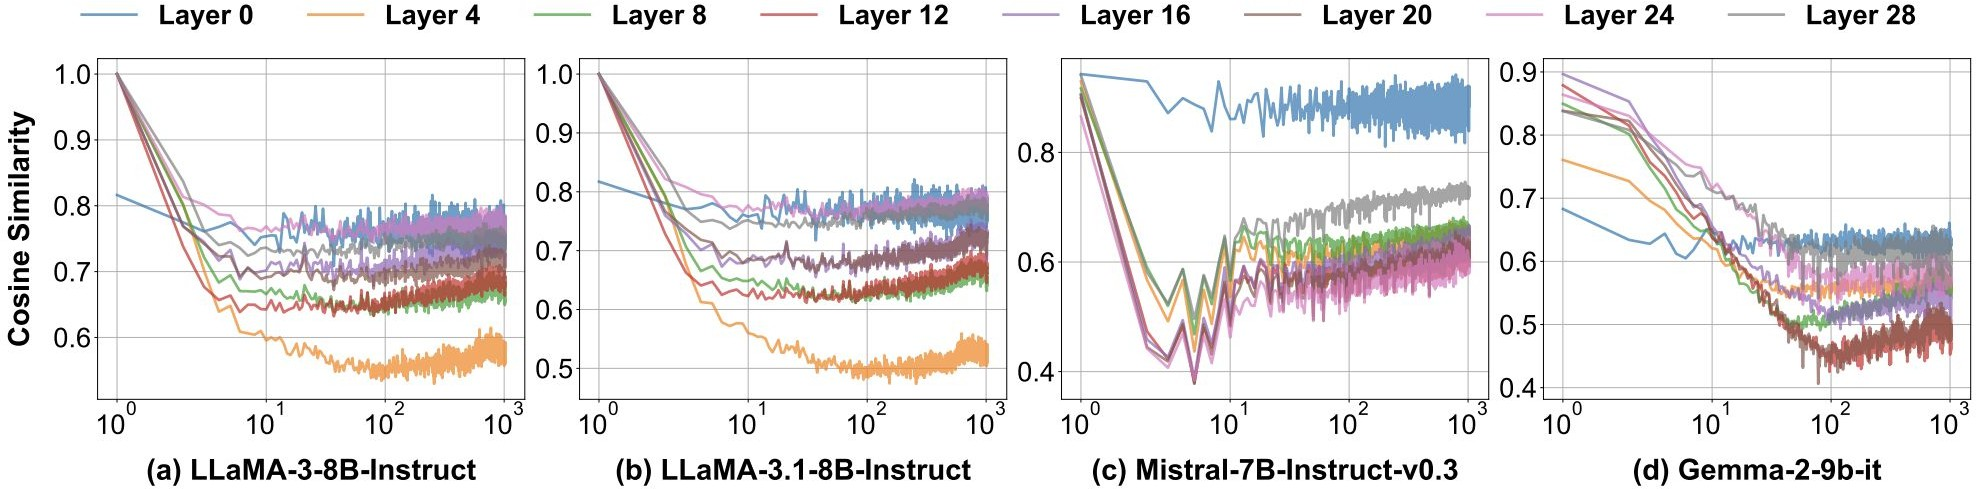 Layer 0 Layer 4 Layer 8 Layer 12 Layer 16 Layer 20 Layer 24 Layer 28
Cosine Similarity
1.0
0.9
0.8
0.7
0.6
10^0 10^1 10^2 10^3
(a) LLaMA-3-8B-Instruct
1.0
0.9
0.8
0.7
0.6
0.5
10^0 10^1 10^2 10^3
(b) LLaMA-3.1-8B-Instruct
0.8
0.6
0.4
10^0 10^1 10^2 10^3
(c) Mistral-7B-Instruct-v0.3
0.9
0.8
0.7
0.6
0.5
0.4
10^0 10^1 10^2 10^3
(d) Gemma-2-9b-it